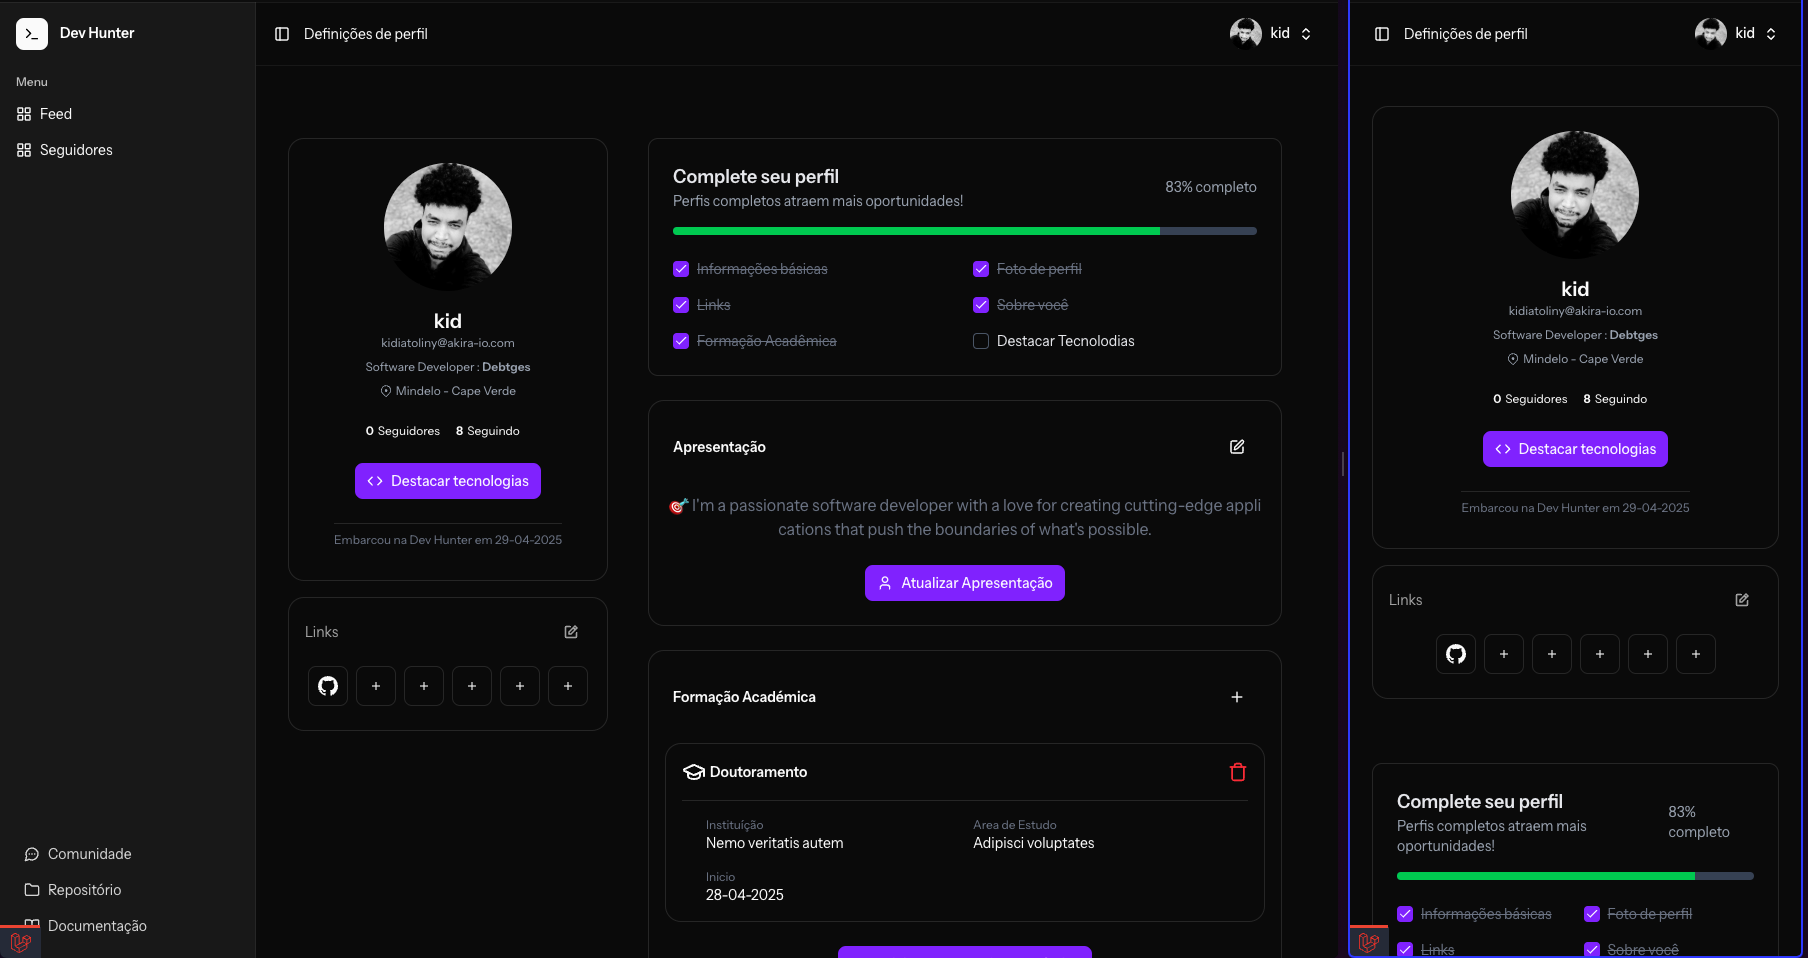 Dev Hunter
Menu
Feed
Seguidores
Comunidade
Repositório
Documentação
Definições de perfil
kid
kid
kidiatoliny@akira-io.com
Software Developer : Debtges
Mindelo - Cape Verde
0 Seguidores 8 Seguindo
Destacar tecnologias
Embarcou na Dev Hunter em 29-04-2025
Links
Complete seu perfil
Perfis completos atraem mais oportunidades!
83% completo
Informações básicas
Foto de perfil
Links
Sobre você
Formação Acadêmica
Destacar Tecnolodias
Apresentação
I'm a passionate software developer with a love for creating cutting-edge appli
cations that push the boundaries of what's possible.
Atualizar Apresentação
Formação Académica
Doutoramento
Instituíção
Nemo veritatis autem
Area de Estudo
Adipisci voluptates
Inicio
28-04-2025
Definições de perfil
kid
kid
kidiatoliny@akira-io.com
Software Developer : Debtges
Mindelo - Cape Verde
0 Seguidores 8 Seguindo
Destacar tecnologias
Embarcou na Dev Hunter em 29-04-2025
Links
Complete seu perfil
Perfis completos atraem mais
oportunidades!
83%
completo
Informações básicas
Foto de perfil
Links
Sobre você